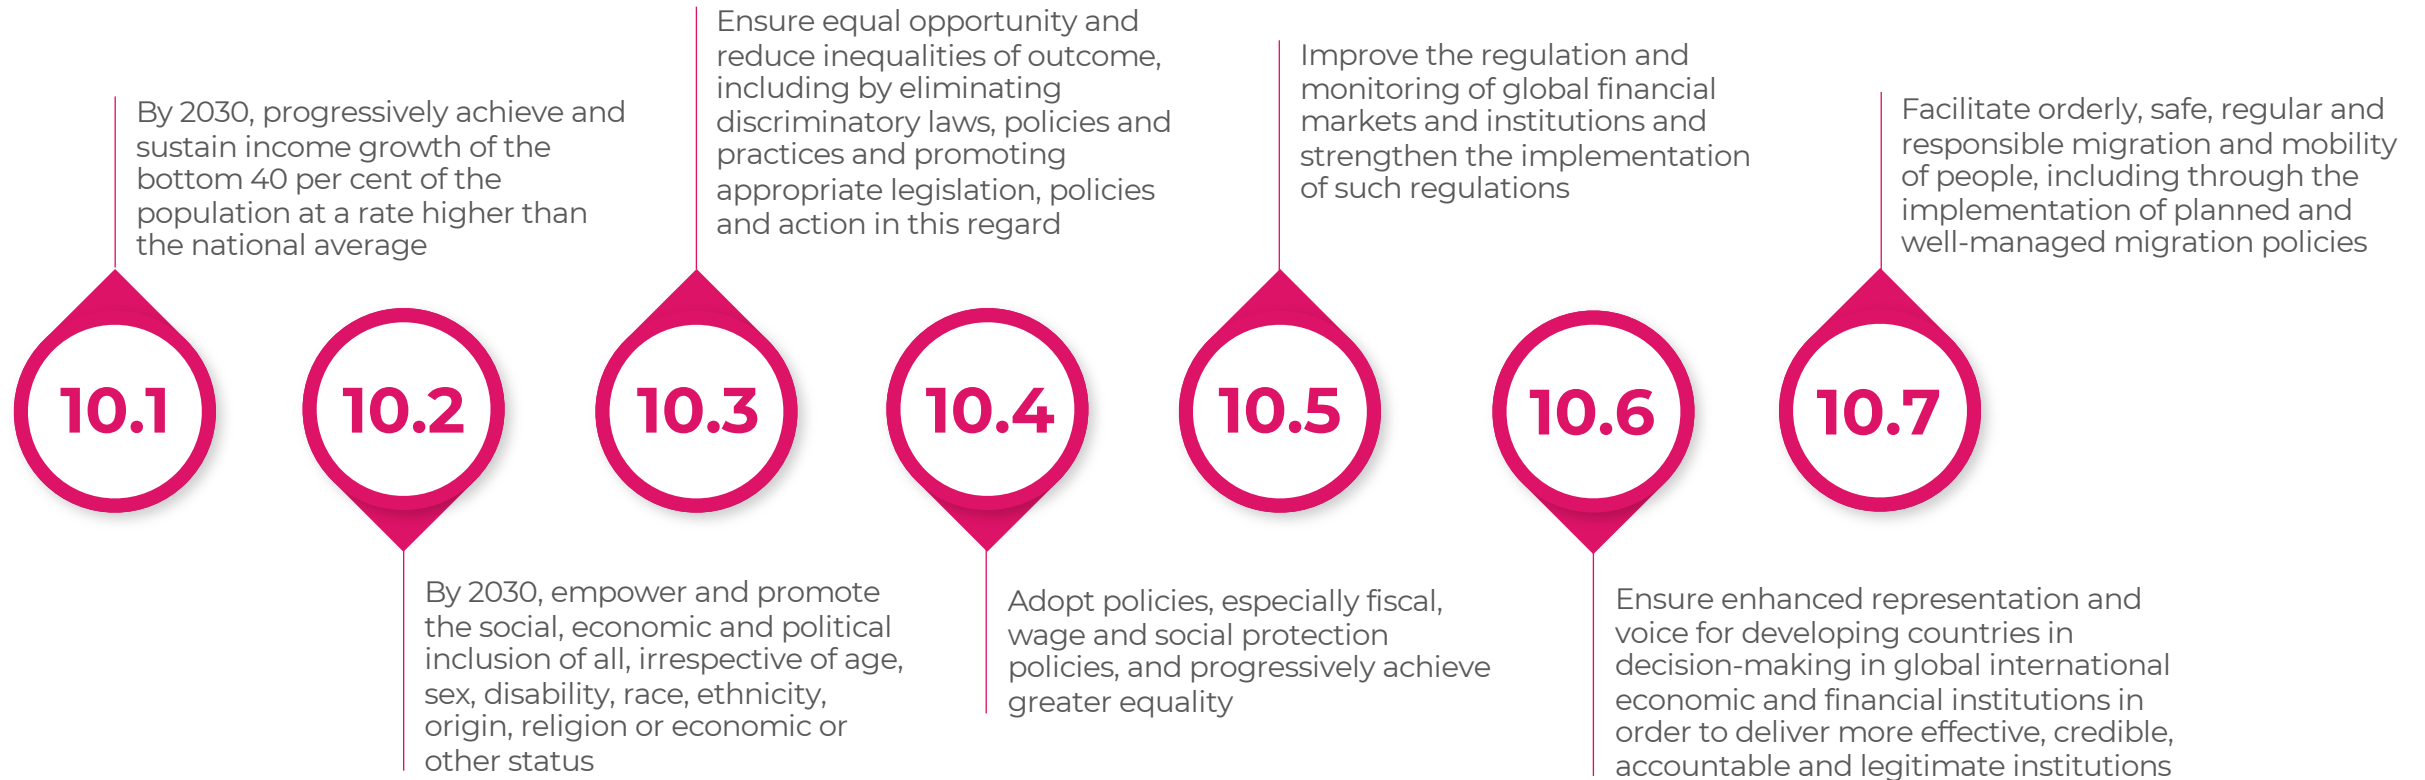 Ensure equal opportunity and
reduce inequalities of outcome,
including by eliminating
discriminatory laws, policies and
practices and promoting
appropriate legislation, policies
and action in this regard
Improve the regulation and
monitoring of global financial
markets and institutions and
strengthen the implementation
of such regulations
By 2030, progressively achieve and
sustain income growth of the
bottom 40 per cent of the
population at a rate higher than
the national average
Facilitate orderly, safe, regular and
responsible migration and mobility
of people, including through the
implementation of planned and
well-managed migration policies
10.1
10.2
10.3
10.4
10.5
10.6
10.7
By 2030, empower and promote
the social, economic and political
inclusion of all, irrespective of age,
sex, disability, race, ethnicity,
origin, religion or economic or
other status
Adopt policies, especially fiscal,
wage and social protection
policies, and progressively achieve
greater equality
Ensure enhanced representation and
voice for developing countries in
decision-making in global international
economic and financial institutions in
order to deliver more effective, credible,
accountable and legitimate institutions